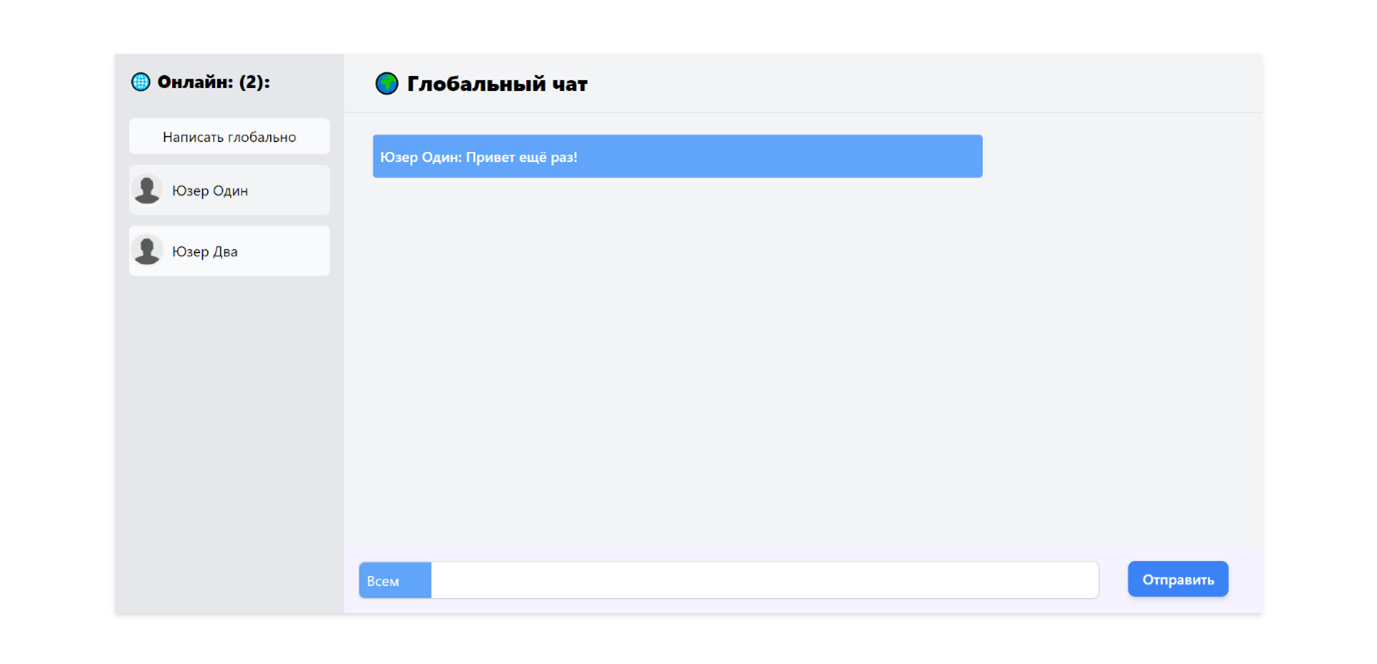 Онлайн: (2):
Написать глобально
Юзер Один
Юзер Два
Глобальный чат
Юзер Один: Привет ещё раз!
Всем
Отправить